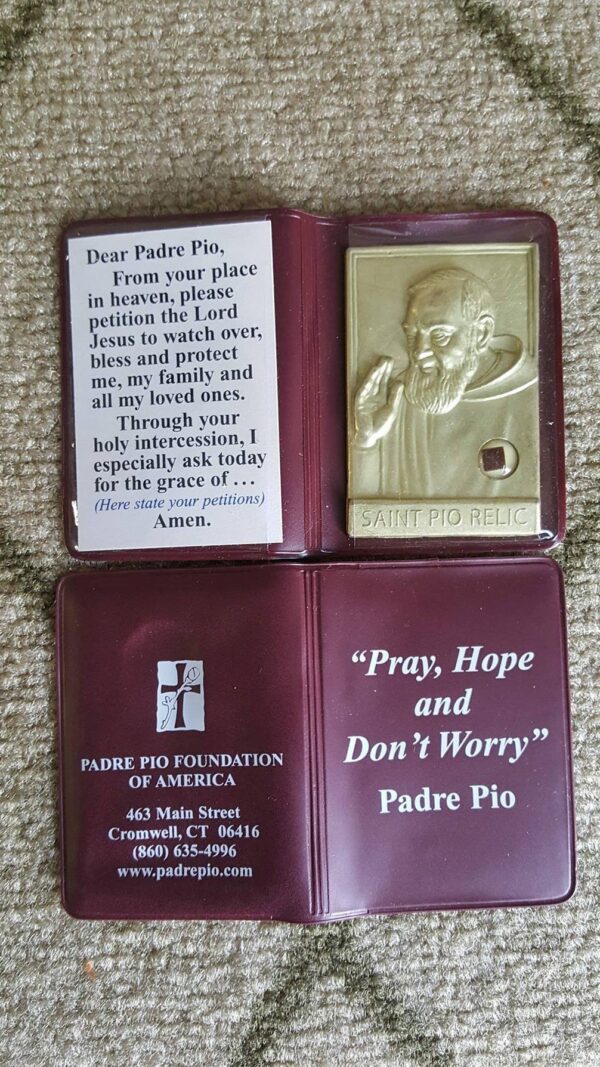 Dear Padre Pio,
From your place
in heaven, please
petition the Lord
Jesus to watch over,
bless and protect
me, my family and
all my loved ones.
Through your
holy intercession, I
especially ask today
for the grace of ...
(Here state your petitions)
Amen.
SAINT PIO RELIC
PADRE PIO FOUNDATION
OF AMERICA
463 Main Street
Cromwell, CT 06416
(860) 635-4996
www.padrepio.com
“Pray, Hope
and
Don't Worry”
Padre Pio